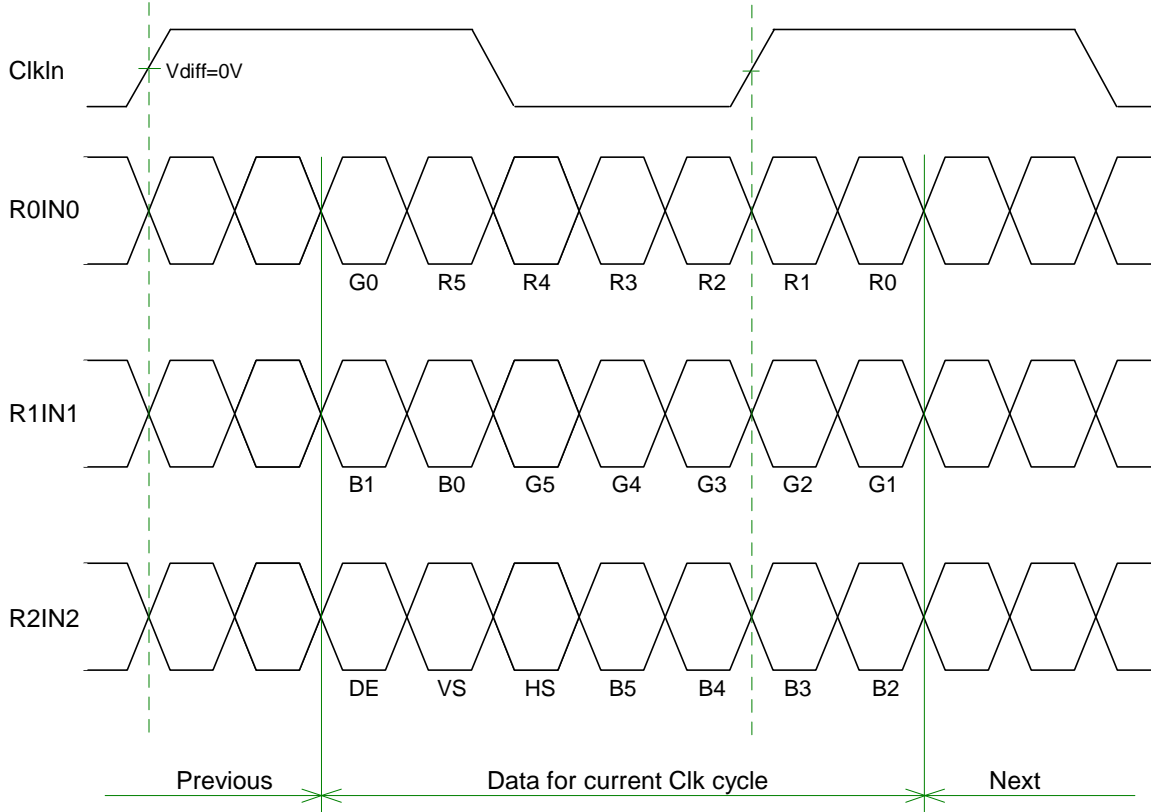 ClkIn
Vdiff=0V
R0IN0
G0 R5 R4 R3 R2 R1 R0
R1IN1
B1 B0 G5 G4 G3 G2 G1
R2IN2
DE VS HS B5 B4 B3 B2
Previous Data for current Clk cycle Next